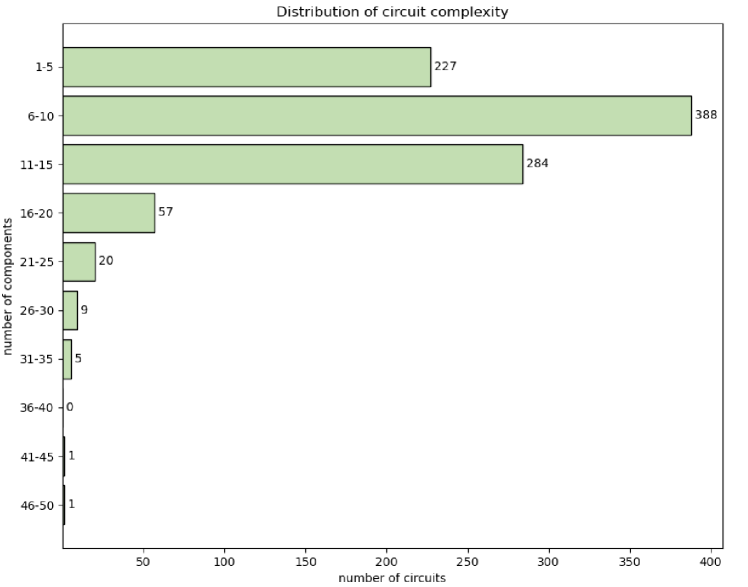 Distribution of circuit complexity
number of components
1-5 227
6-10 388
11-15 284
16-20 57
21-25 20
26-30 9
31-35 5
36-40 0
41-45 1
46-50 1
50 100 150 200 250 300 350 400
number of circuits